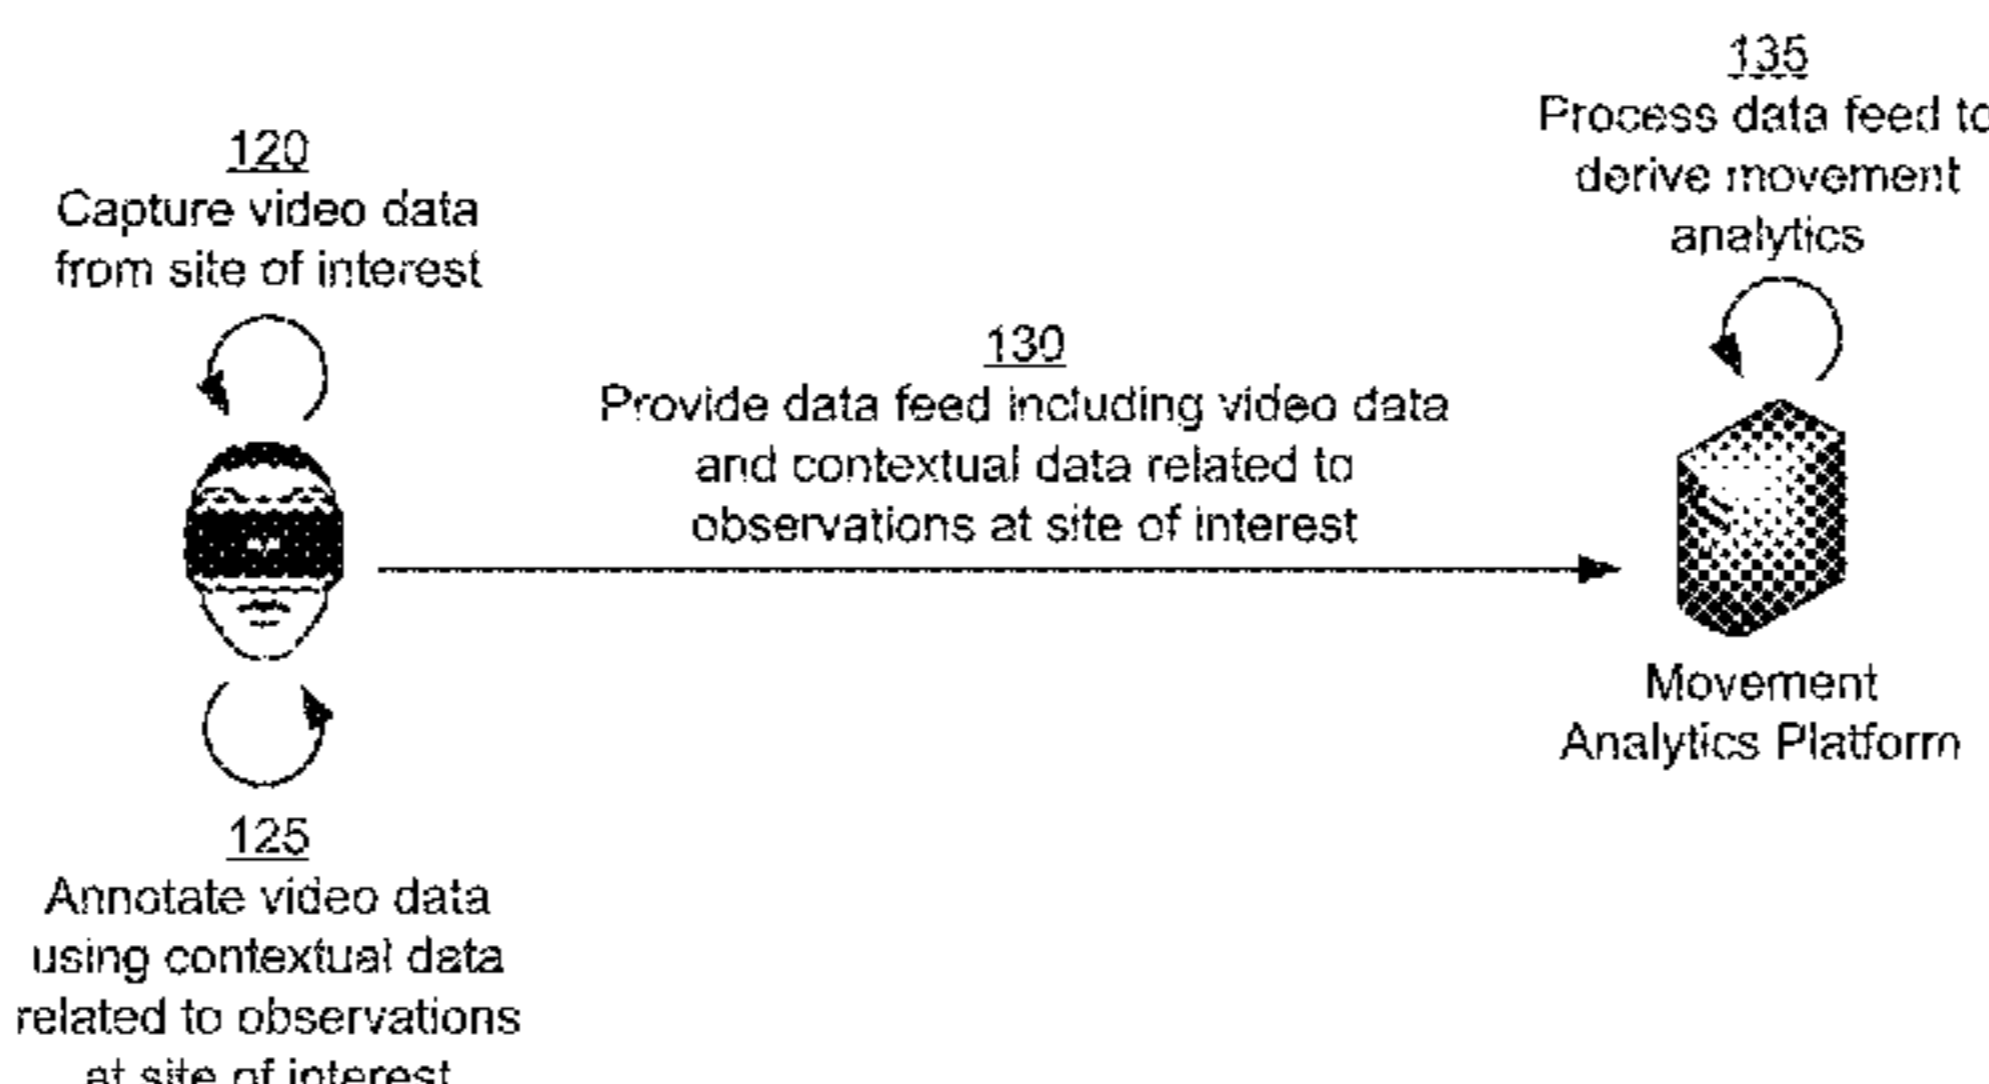 120
Capture video data
from site of interest
125
Annotate video data
using contextual data
related to observations
at site of interest
130
Provide data feed including video data
and contextual data related to
observations at site of interest
135
Process data feed to
derive movement
analytics
Movement
Analytics Platform